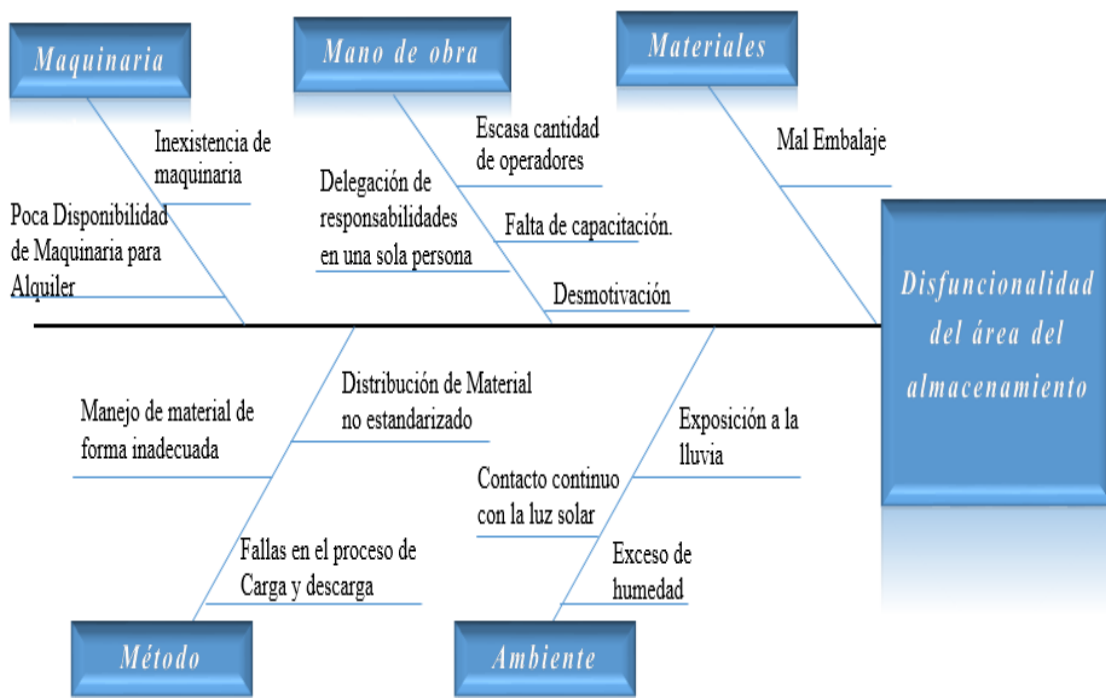 Maquinaria
Mano de obra
Materiales
Inexistencia de
maquinaria
Poca Disponibilidad
de Maquinaria para
Alquiler
Escasa cantidad
de operadores
Delegación de
responsabilidades
en una sola persona
Falta de capacitación.
Desmotivación
Mal Embalaje
Disfuncionalidad
del área del
almacenamiento
Manejo de material de
forma inadecuada
Distribución de Material
no estandarizado
Fallas en el proceso de
Carga y descarga
Contacto continuo
con la luz solar
Exposición a la
lluvia
Exceso de
humedad
Método
Ambiente